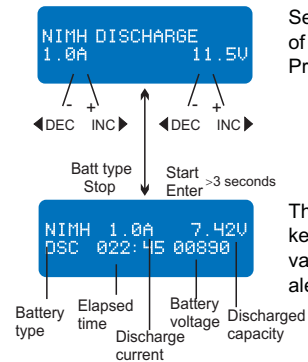 NIMH DISCHARGE
1.0A 11.5V
- + - +
◀DEC INC▶ ◀DEC INC▶
Batt type Start
Stop Enter >3 seconds
NIMH 1.0A 7.42V
DSC 022:45 00890
Battery type
Elapsed time
Discharge current
Battery voltage
Discharged capacity
Se
of
Pr
Th
ke
va
ale